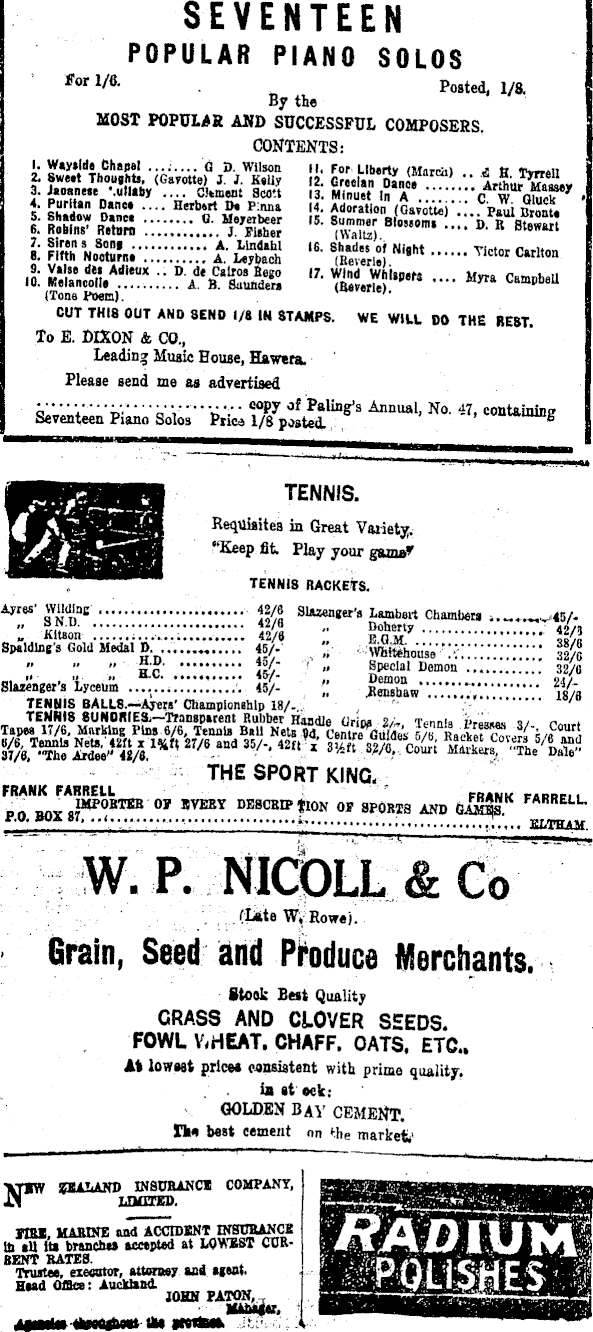 SEVENTEEN
POPULAR PIANO SOLOS
For 1/6.
Posted, 1/8.
By the
MOST POPULAR AND SUCCESSFUL COMPOSERS.
CONTENTS:
1. Wayside Chapel ........ G D. Wilson
2. Sweet Thoughts, (Gavotte) J. J. Kelly
3. Japanese Lullaby .... Clement Scott
4. Puritan Dance .... Herbert De Pinna
5. Shadow Dance ........ G. Meyerbeer
6. Robins' Return ............ J. Fisher
7. Siren s Song ............ A. Lindahl
8. Fifth Nocturne .......... A. Leybach
9. Valse des Adieux .. D. de Cairos Rego
10. Melancolie .......... A. B. Saunders
(Tone Poem).
11. For Liberty (March) .. H. Tyrrell
12. Grecian Dance ........ Arthur Massey
13. Minuet in A ........ C. W. Gluck
14. Adoration (Gavotte) .... Paul Bronte
15. Summer Blossoms .... D. R Stewart
(Waltz).
16. Shades of Night ...... Victor Carlton
(Reverie).
17. Wind Whispers .... Myra Campbell
(Reverie).
CUT THIS OUT AND SEND 1/8 IN STAMPS. WE WILL DO THE REST.
To E. DIXON & CO.,
Leading Music House, Hawera.
Please send me as advertised
............................ copy of Paling's Annual, No. 47, containing
Seventeen Piano Solos Price 1/8 posted.
TENNIS.
Requisites in Great Variety.
"Keep fit. Play your game"
TENNIS RACKETS.
Ayres' Wilding ........................ 42/6
„ S N.D. ........................ 42/6
„ Kitson ........................ 42/6
Spalding's Gold Medal D. ............... 45/-
„ „ „ H.D. ............... 45/-
„ „ „ H.C. ............... 45/-
Slazenger's Lyceum ..................... 45/-
Slazenger's Lambert Chambers .......... 45/-
„ Doherty .................... 42/6
„ E.G.M. .................... 38/6
„ Whitehouse .................... 32/6
„ Special Demon ............... 32/6
„ Demon .................... 24/-
„ Renshaw .................... 18/6
TENNIS BALLS.—Ayers' Championship 18/-.
TENNIS SUNDRIES.—Transparent Rubber Handle Grips 2/-, Tennis Presses 3/-, Court
Tapes 17/6, Marking Pins 6/6, Tennis Ball Nets 9d, Centre Guides 5/6, Racket Covers 5/6 and
6/6, Tennis Nets, 42ft x 1¾ft 27/6 and 35/-, 42ft x 3½ft 32/6, Court Markers, "The Dale"
37/6, "The Ardee" 42/6.
THE SPORT KING.
FRANK FARRELL
FRANK FARRELL.
IMPORTER OF EVERY DESCRIPTION OF SPORTS AND GAMES.
P.O. BOX 87, ................................ ELTHAM.
W. P. NICOLL & Co
(Late W. Rowe).
Grain, Seed and Produce Merchants.
Stock Best Quality
GRASS AND CLOVER SEEDS.
FOWL WHEAT, CHAFF, OATS, ETC.,
At lowest prices consistent with prime quality.
in stock:
GOLDEN BAY CEMENT.
The best cement on the market.
NEW ZEALAND INSURANCE COMPANY,
LIMITED.
FIRE, MARINE and ACCIDENT INSURANCE
in all its branches accepted at LOWEST CUR-
RENT RATES.
Trustee, executor, attorney and agent.
Head Office: Auckland.
JOHN PATON,
Manager,
Agencies throughout the province.
RADIUM
POLISHES